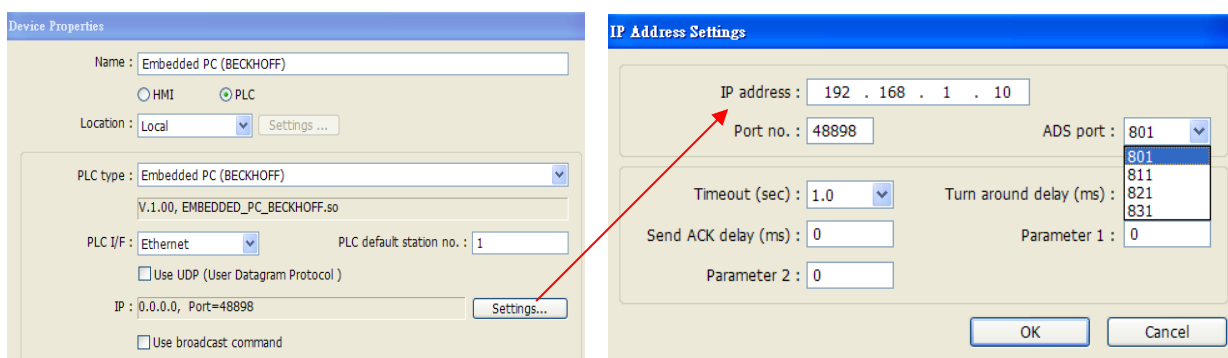 Device Properties
Name : Embedded PC (BECKHOFF)
HMI PLC
Location : Local Settings ...
PLC type : Embedded PC (BECKHOFF)
V.1.00, EMBEDDED_PC_BECKHOFF.so
PLC I/F : Ethernet PLC default station no. : 1
Use UDP (User Datagram Protocol )
IP : 0.0.0.0, Port=48898 Settings...
Use broadcast command
IP Address Settings
IP address : 192 . 168 . 1 . 10
Port no. : 48898 ADS port : 801
801
811
821
831
Timeout (sec) : 1.0 Turn around delay (ms) :
Send ACK delay (ms) : 0 Parameter 1 : 0
Parameter 2 : 0
OK Cancel